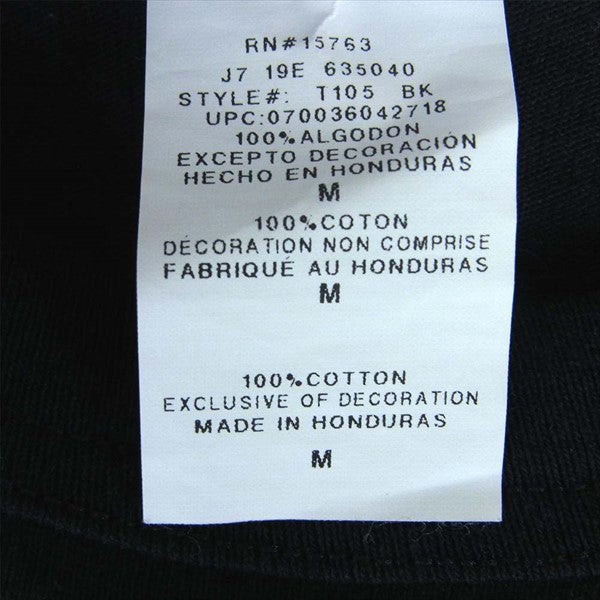 RN#15763
J7 19E 635040
STYLE#: T105 BK
UPC:070036042718
100%ALGODON
EXCEPTO DECORACIÓN
HECHO EN HONDURAS
M
100%COTON
DÉCORATION NON COMPRISE
FABRIQUÉ AU HONDURAS
M
100%COTTON
EXCLUSIVE OF DECORATION
MADE IN HONDURAS
M